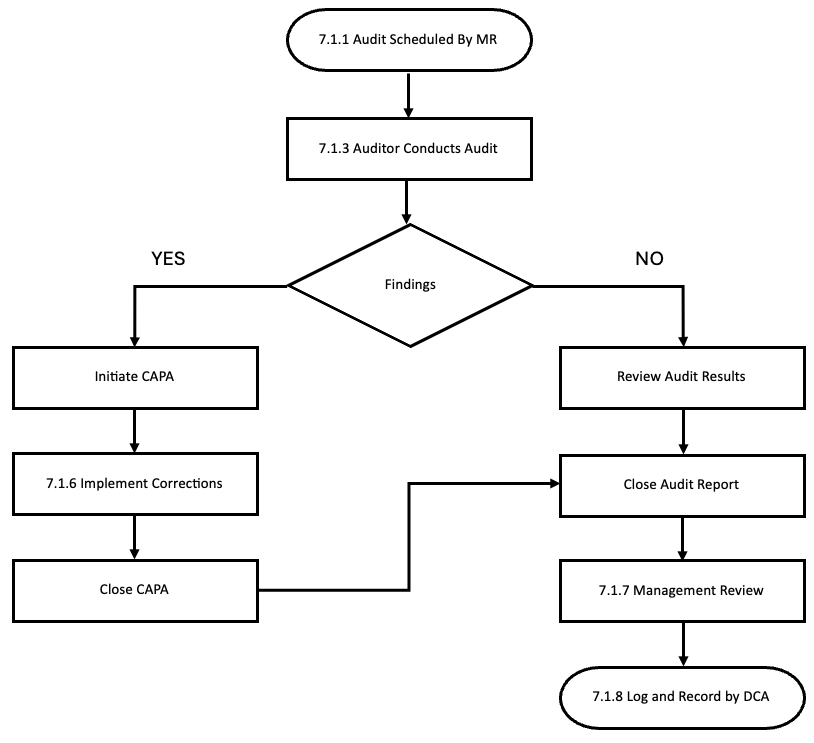 7.1.1 Audit Scheduled By MR
7.1.3 Auditor Conducts Audit
YES
NO
Findings
Initiate CAPA
Review Audit Results
7.1.6 Implement Corrections
Close Audit Report
Close CAPA
7.1.7 Management Review
7.1.8 Log and Record by DCA